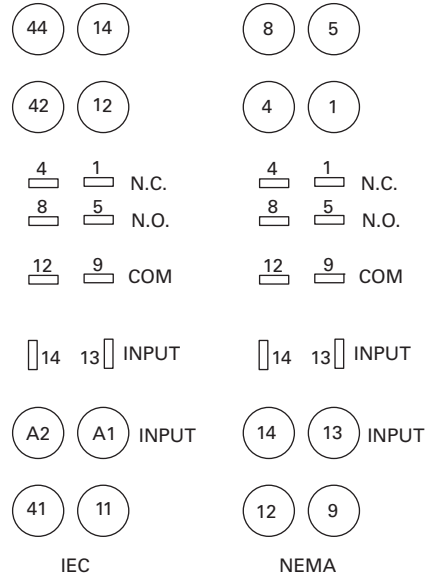 44 14 8 5
42 12 4 1
4 1 N.C. 4 1 N.C.
8 5 N.O. 8 5 N.O.
12 9 COM 12 9 COM
14 13 INPUT 14 13 INPUT
A2 A1 INPUT 14 13 INPUT
41 11 12 9
IEC NEMA